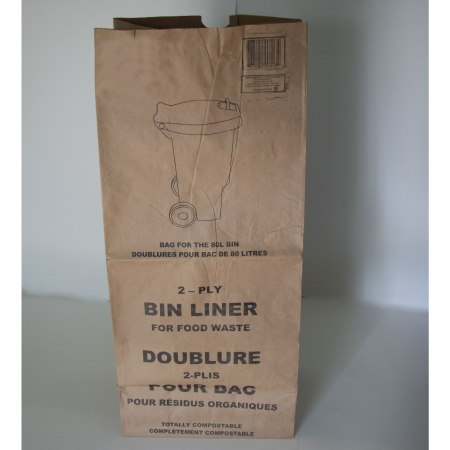 BAG FOR THE 80L BIN
DOUBLURES POUR BAC DE 80 LITRES
2 – PLY
BIN LINER
FOR FOOD WASTE
DOUBLURE
2-PLIS
POUR BAC
POUR RÉSIDUS ORGANIQUES
TOTALLY COMPOSTABLE
COMPLÈTEMENT COMPOSTABLE